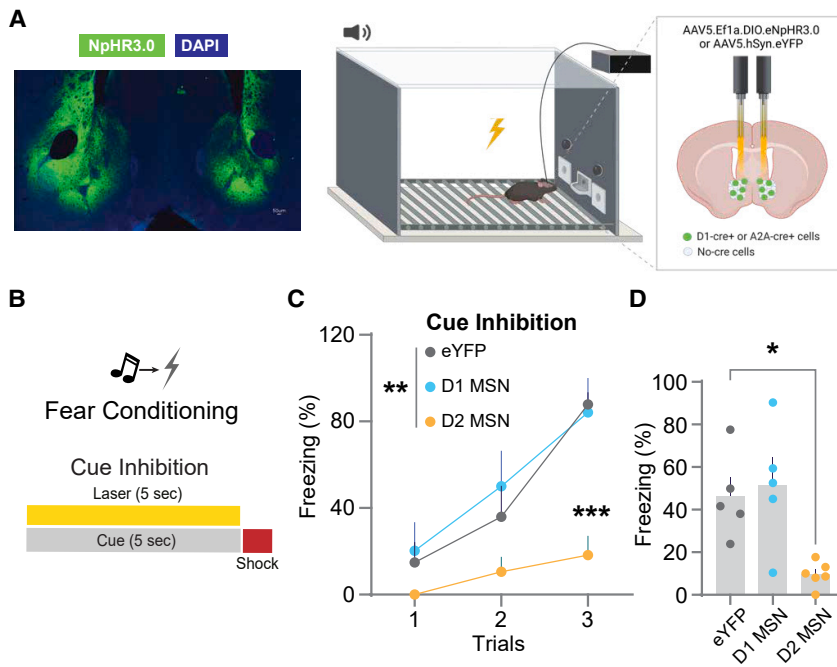 A
NpHR3.0 DAPI
50μm
AAV5.Ef1a.DIO.eNpHR3.0
or AAV5.hSyn.eYFP
D1-cre+ or A2A-cre+ cells
No-cre cells
B
Fear Conditioning
Cue Inhibition
Laser (5 sec)
Cue (5 sec)
Shock
C
Cue Inhibition
eYFP
D1 MSN
D2 MSN
**
***
Freezing (%)
120
80
40
0
1 2 3
Trials
D
*
Freezing (%)
100
80
60
40
20
0
eYFP
D1 MSN
D2 MSN